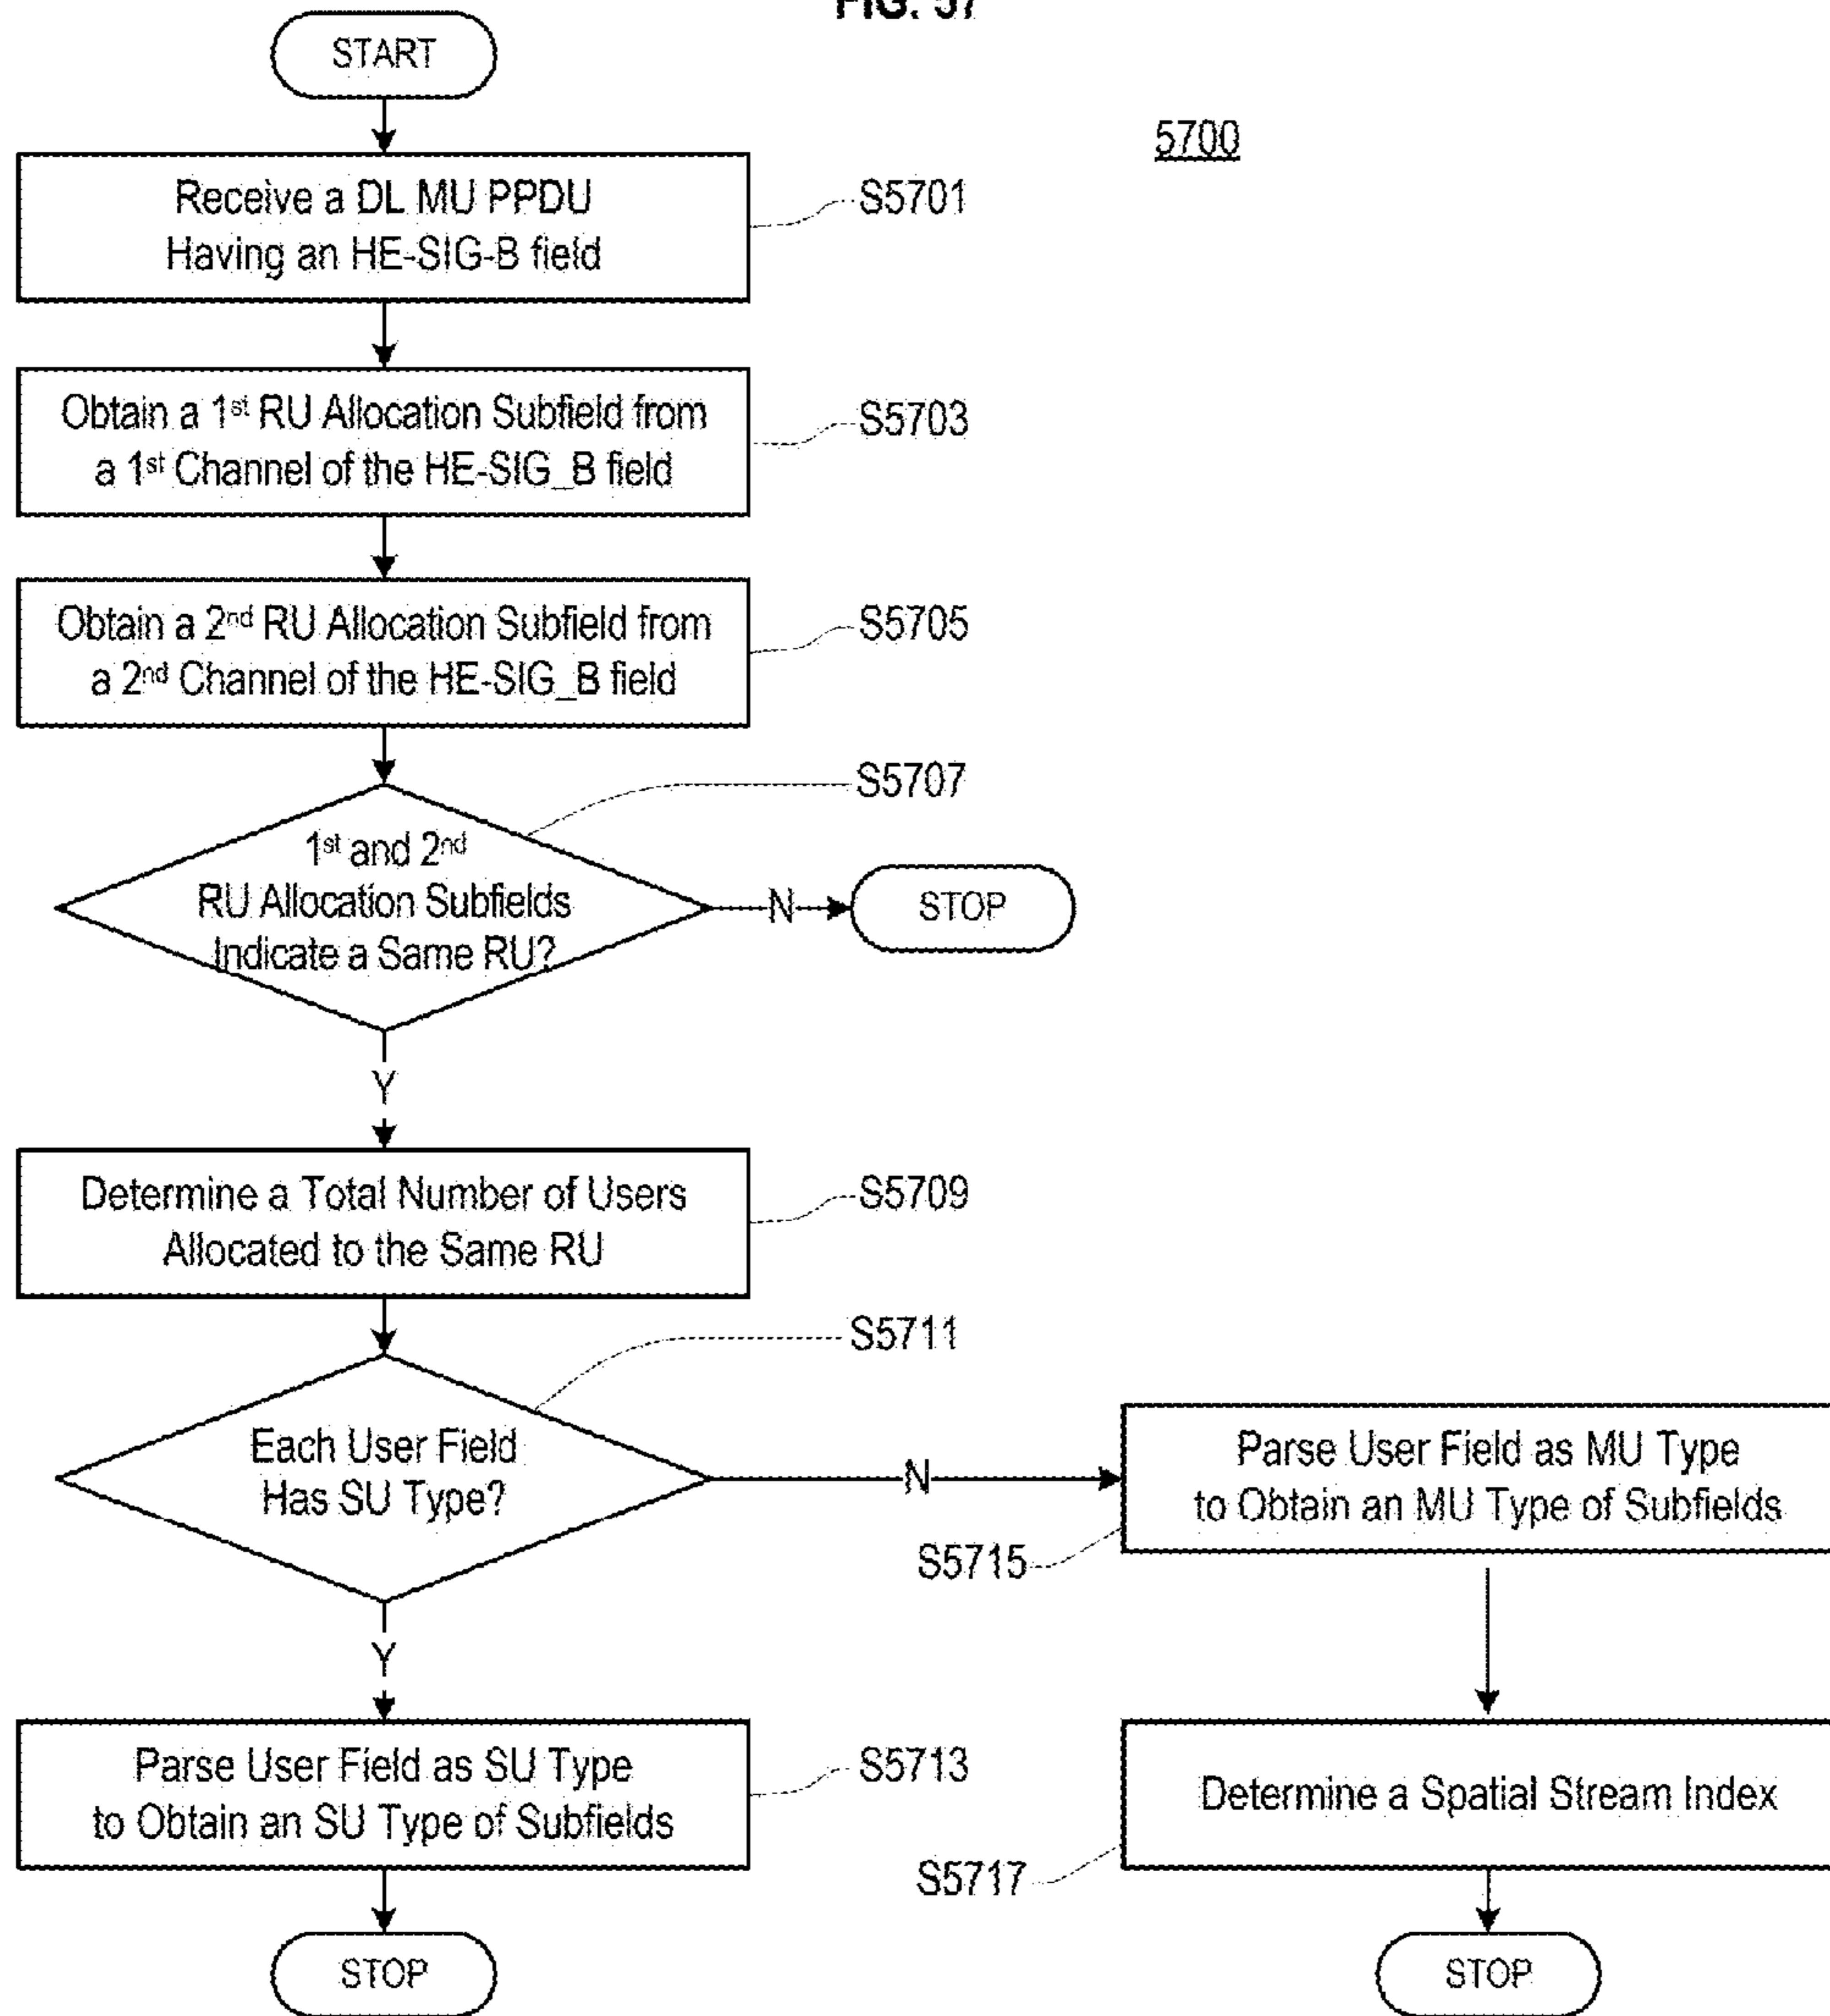 FIG. 57
START
5700
Receive a DL MU PPDU
Having an HE-SIG-B field
S5701
Obtain a 1st RU Allocation Subfield from
a 1st Channel of the HE-SIG_B field
S5703
Obtain a 2nd RU Allocation Subfield from
a 2nd Channel of the HE-SIG_B field
S5705
S5707
1st and 2nd
RU Allocation Subfields
Indicate a Same RU?
N
STOP
Y
Determine a Total Number of Users
Allocated to the Same RU
S5709
S5711
Each User Field
Has SU Type?
N
Parse User Field as MU Type
to Obtain an MU Type of Subfields
S5715
Y
Parse User Field as SU Type
to Obtain an SU Type of Subfields
S5713
Determine a Spatial Stream Index
S5717
STOP
STOP